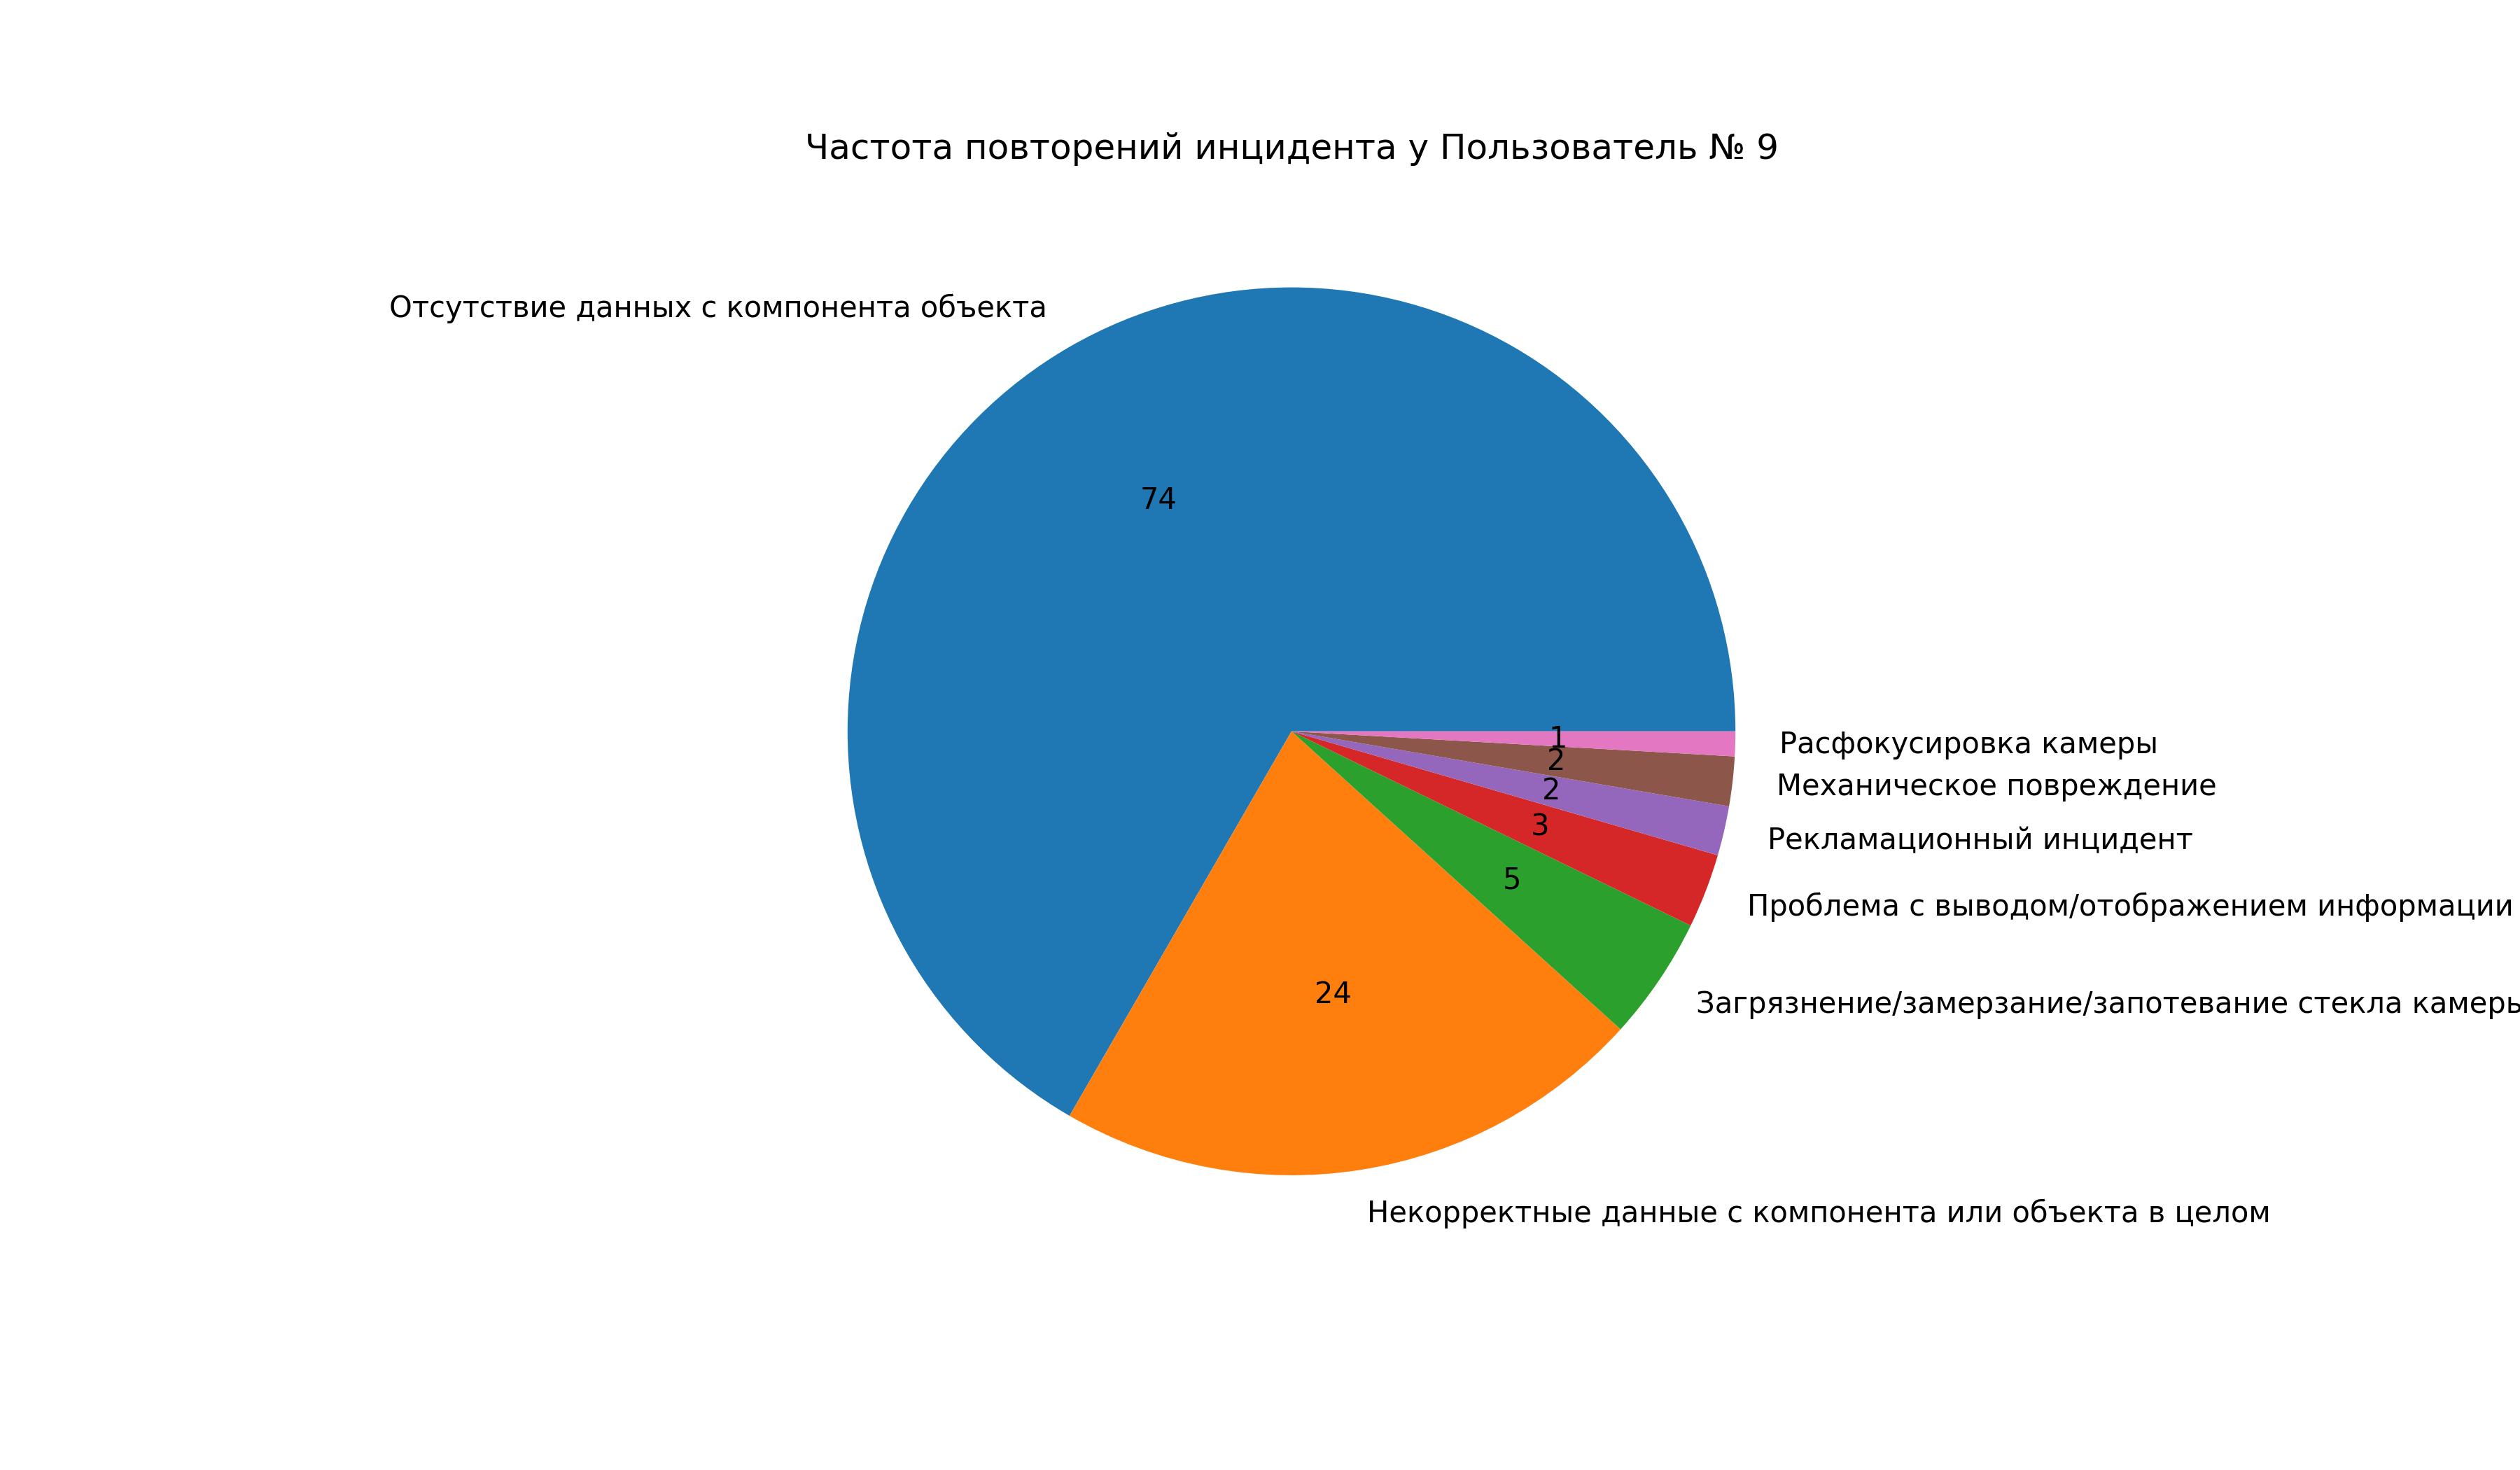 Частота повторений инцидента у Пользователь № 9
Отсутствие данных с компонента объекта
74
1
Расфокусировка камеры
2
Механическое повреждение
2
Рекламационный инцидент
3
Проблема с выводом/отображением информации
5
Загрязнение/замерзание/запотевание стекла камеры
24
Некорректные данные с компонента или объекта в целом